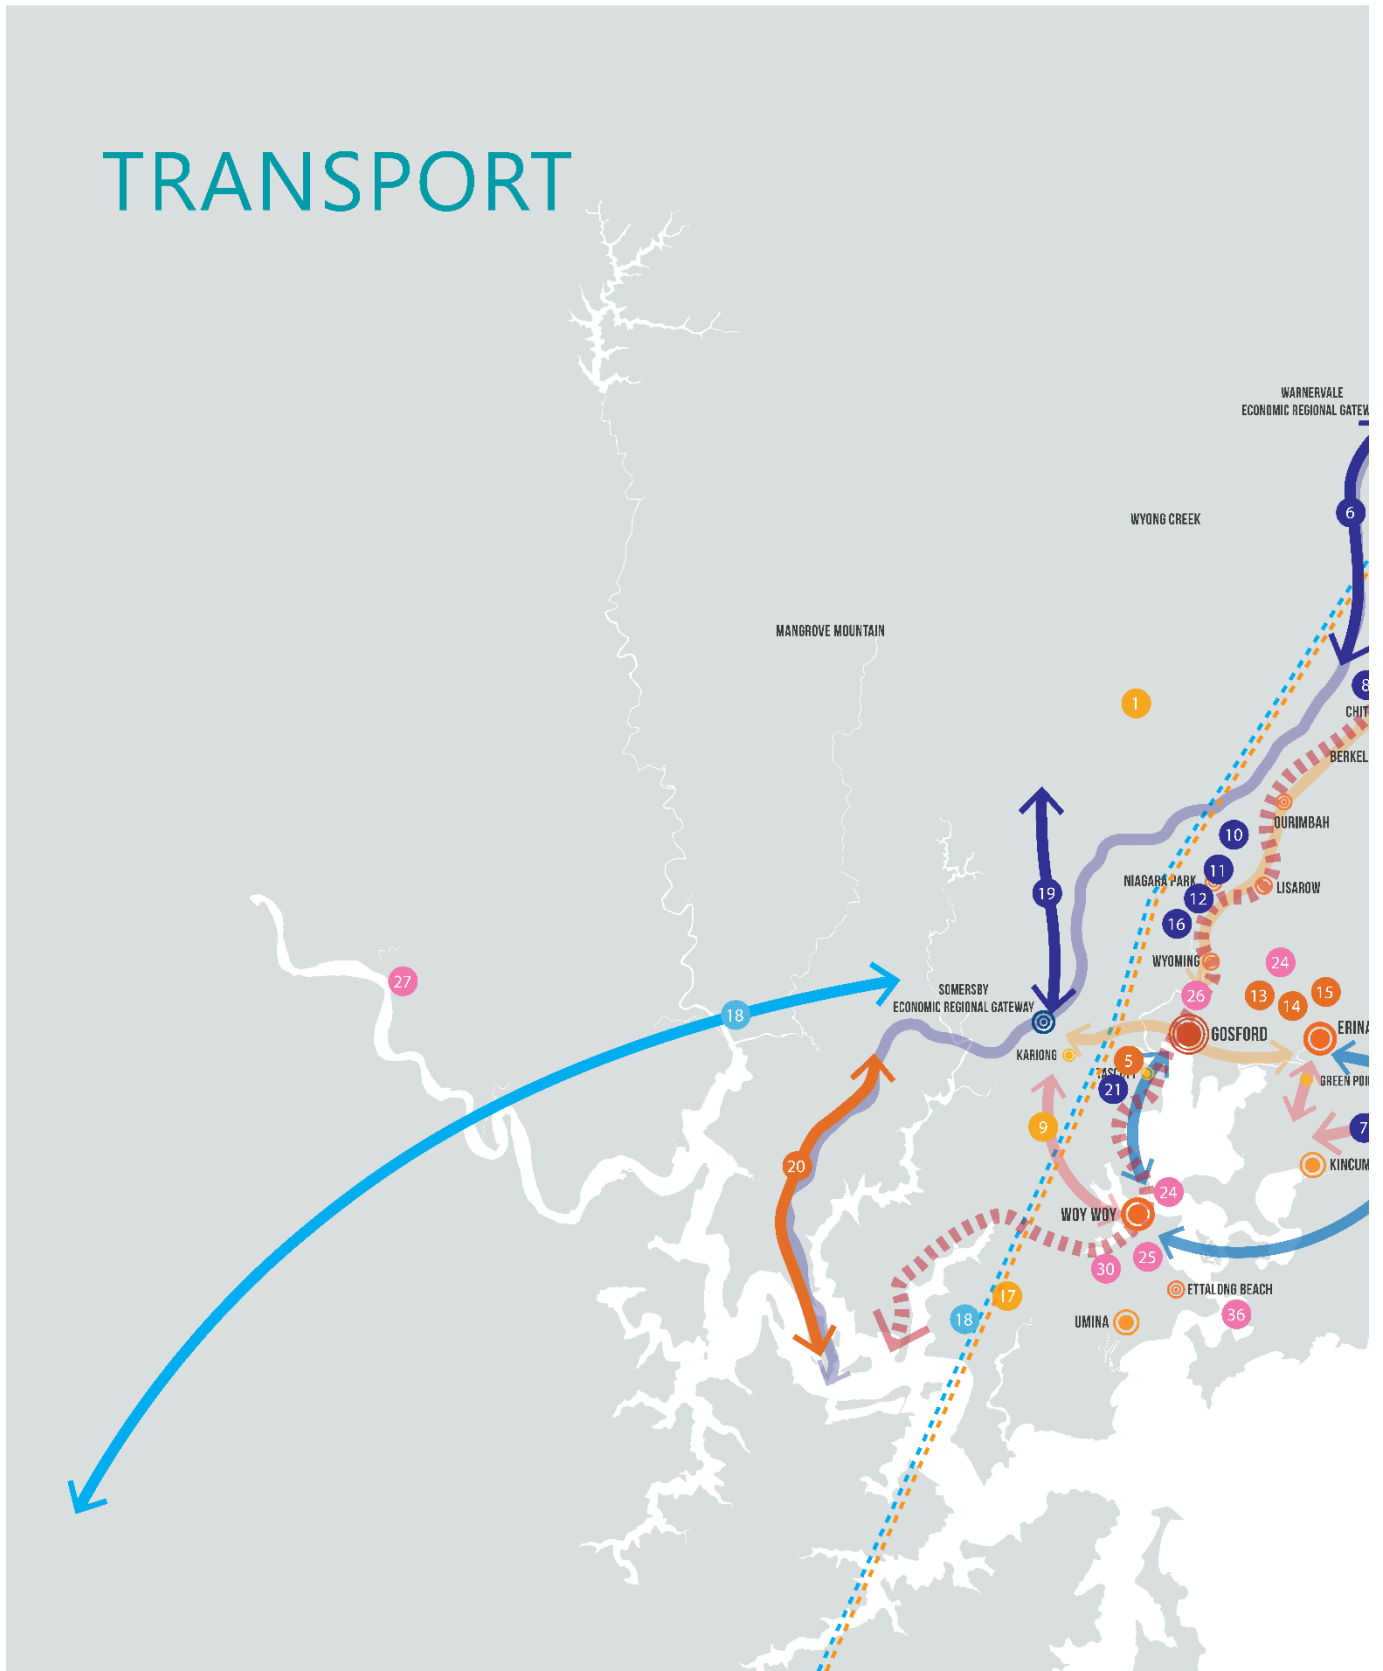 TRANSPORT
WARNERVALE
ECONOMIC REGIONAL GATEW
6
WYONG CREEK
MANGROVE MOUNTAIN
8
1
CHIT
BERKEL
OURIMBAH
10
11
NIAGARA PARK
LISAROW
19
12
16
WYOMING
24
27
SOMERSBY
ECONOMIC REGIONAL GATEWAY
26
13
14
15
18
GOSFORD
ERINA
KARIONG
5
TASCOTT
GREEN POI
21
9
7
20
KINCUM
24
WOY WOY
25
30
ETTALONG BEACH
17
18
36
UMINA